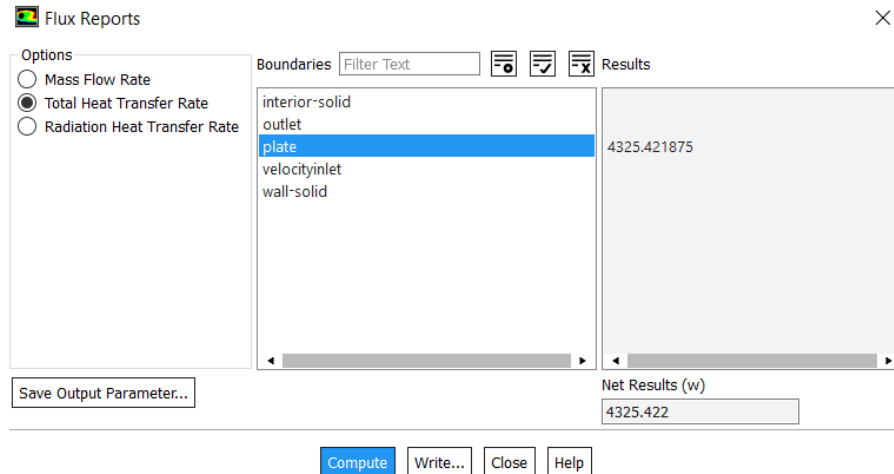 Flux Reports
Options
Mass Flow Rate
Total Heat Transfer Rate
Radiation Heat Transfer Rate
Boundaries Filter Text Results
interior-solid
outlet
plate 4325.421875
velocityinlet
wall-solid
Save Output Parameter...
Net Results (w)
4325.422
Compute Write... Close Help